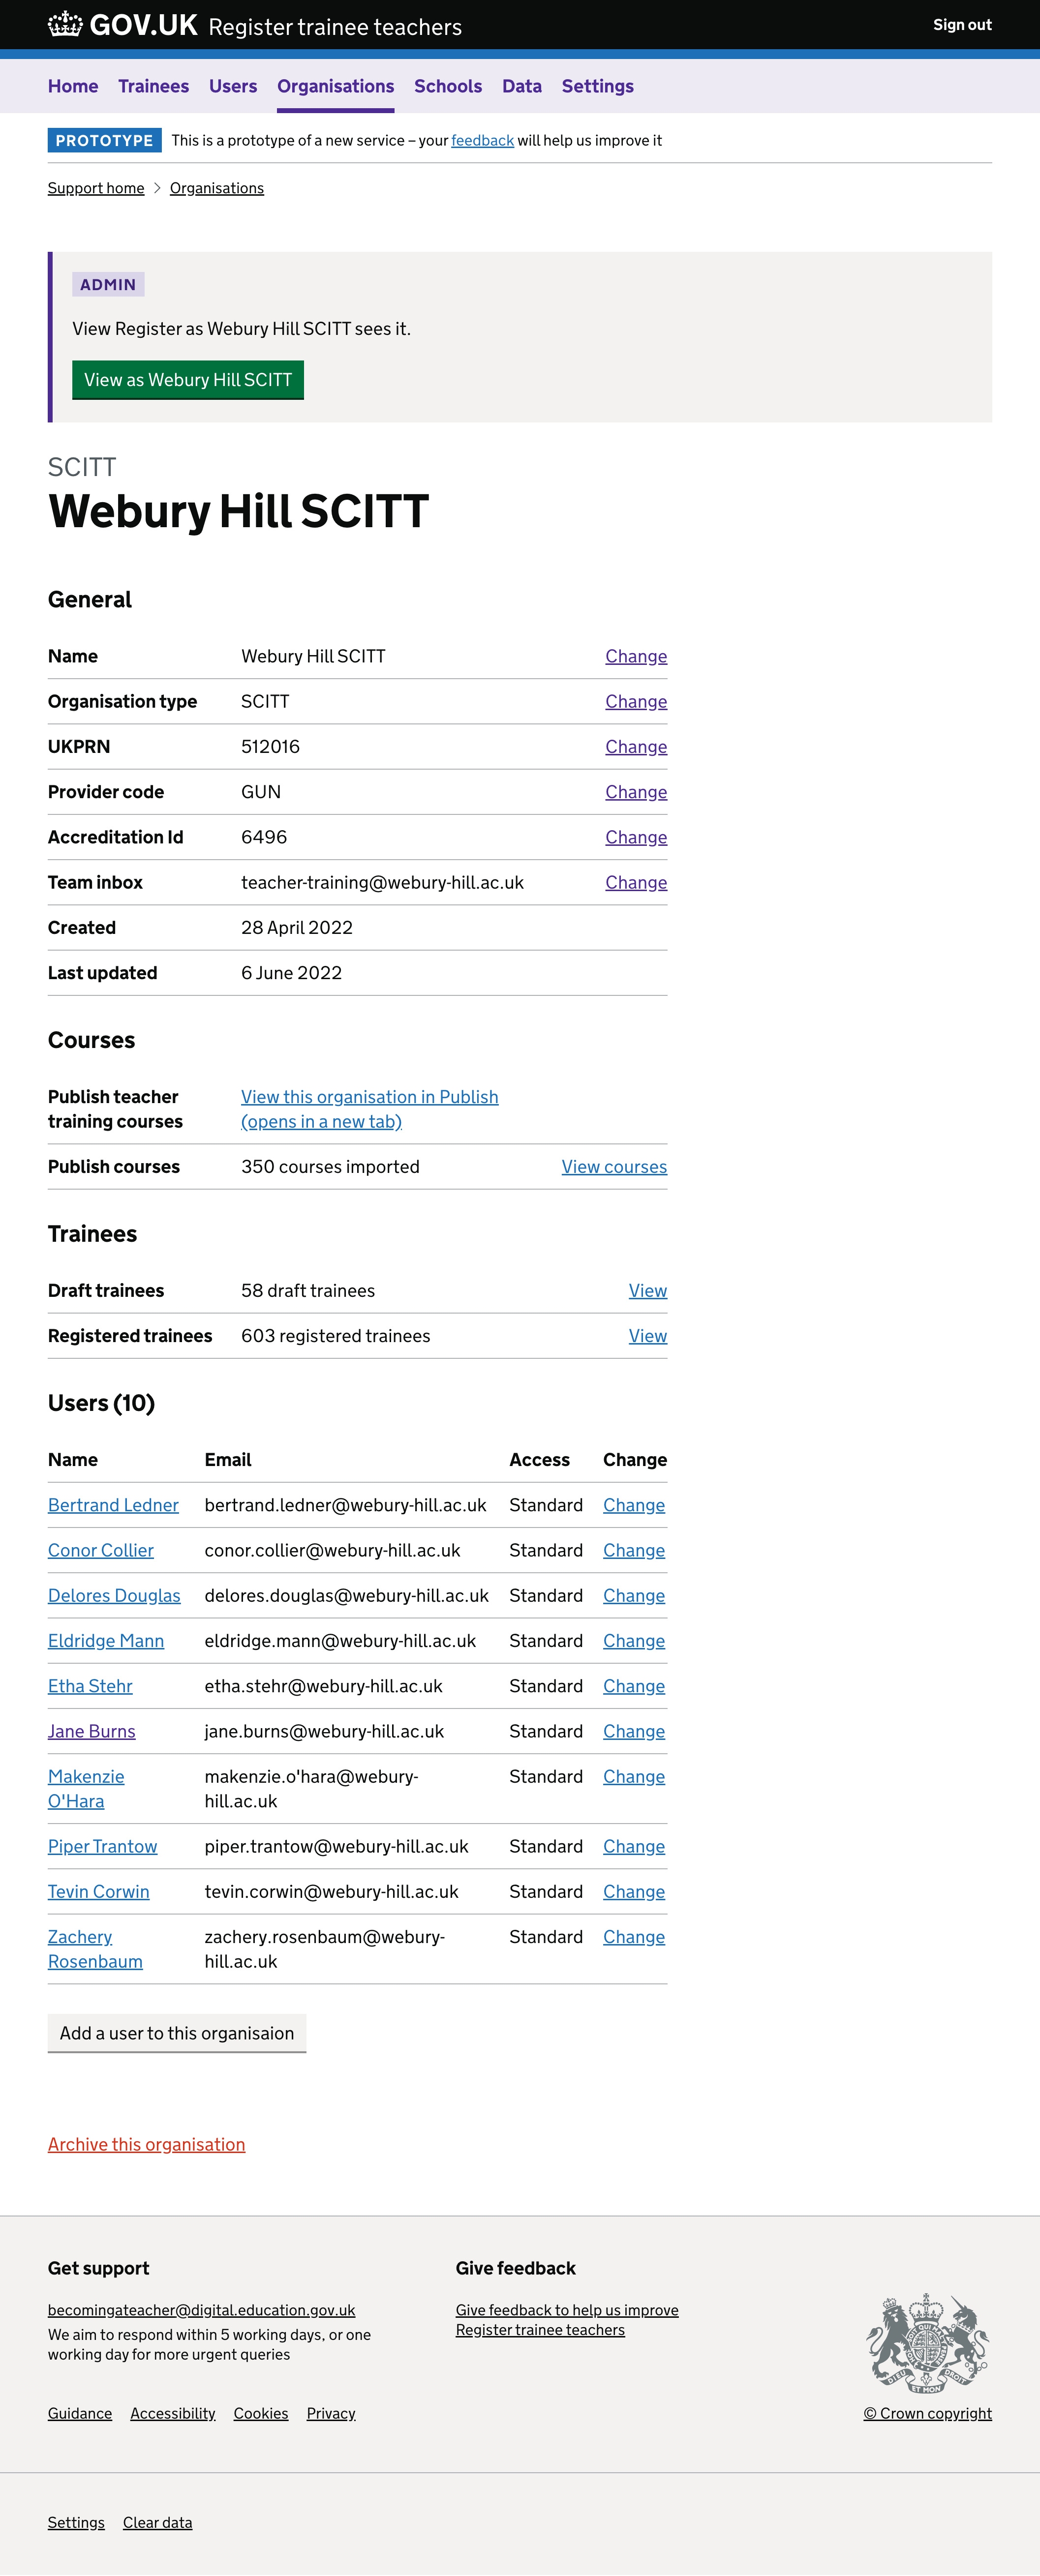 GOV.UK Register trainee teachers
Sign out
Home Trainees Users Organisations Schools Data Settings
PROTOTYPE This is a prototype of a new service – your feedback will help us improve it
Support home Organisations
ADMIN
View Register as Webury Hill SCITT sees it.
View as Webury Hill SCITT
SCITT
Webury Hill SCITT
General
Name Webury Hill SCITT Change
Organisation type SCITT Change
UKPRN 512016 Change
Provider code GUN Change
Accreditation Id 6496 Change
Team inbox teacher-training@webury-hill.ac.uk Change
Created 28 April 2022
Last updated 6 June 2022
Courses
Publish teacher
training courses
View this organisation in Publish
(opens in a new tab)
Publish courses 350 courses imported View courses
Trainees
Draft trainees 58 draft trainees View
Registered trainees 603 registered trainees View
Users (10)
Name Email Access Change
Bertrand Ledner bertrand.ledner@webury-hill.ac.uk Standard Change
Conor Collier conor.collier@webury-hill.ac.uk Standard Change
Delores Douglas delores.douglas@webury-hill.ac.uk Standard Change
Eldridge Mann eldridge.mann@webury-hill.ac.uk Standard Change
Etha Stehr etha.stehr@webury-hill.ac.uk Standard Change
Jane Burns jane.burns@webury-hill.ac.uk Standard Change
Makenzie
O'Hara
makenzie.o'hara@webury-
hill.ac.uk
Standard Change
Piper Trantow piper.trantow@webury-hill.ac.uk Standard Change
Tevin Corwin tevin.corwin@webury-hill.ac.uk Standard Change
Zachery
Rosenbaum
zachery.rosenbaum@webury-
hill.ac.uk
Standard Change
Add a user to this organisaion
Archive this organisation
Get support
becomingateacher@digital.education.gov.uk
We aim to respond within 5 working days, or one
working day for more urgent queries
Give feedback
Give feedback to help us improve
Register trainee teachers
DIEU ET MON DROIT
Guidance Accessibility Cookies Privacy
© Crown copyright
Settings Clear data